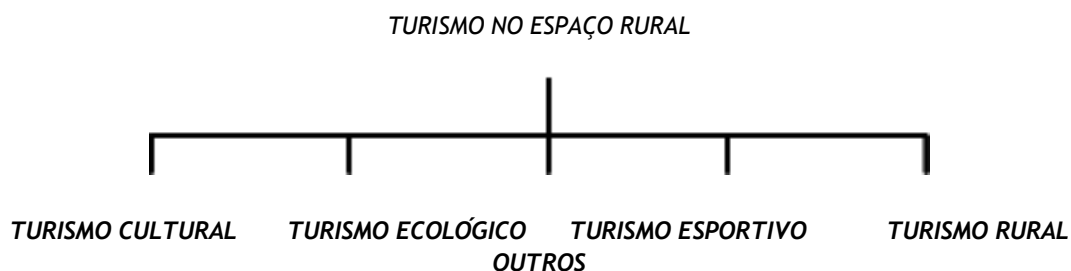 TURISMO NO ESPAÇO RURAL
TURISMO CULTURAL TURISMO ECOLÓGICO TURISMO ESPORTIVO TURISMO RURAL
OUTROS